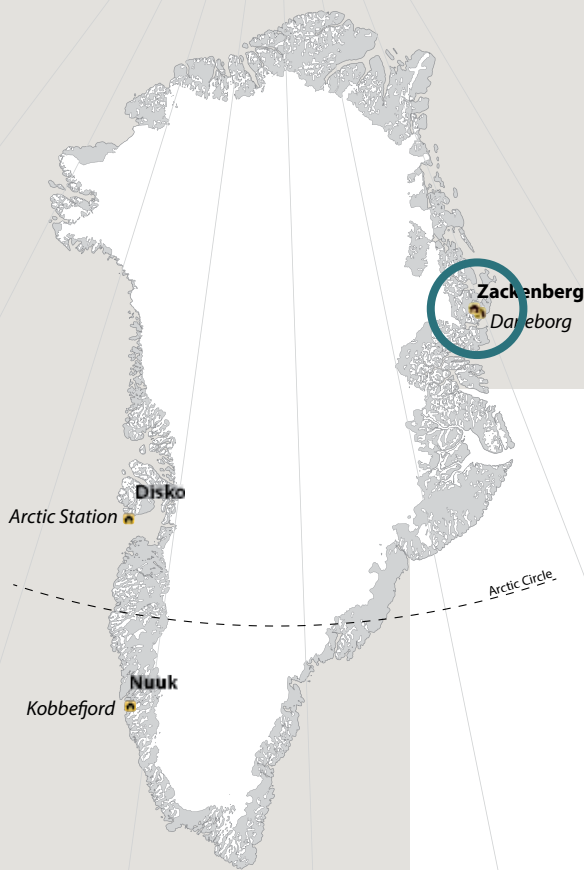 Zackenberg
Daneborg
Disko
Arctic Station
Arctic Circle
Nuuk
Kobbefjord